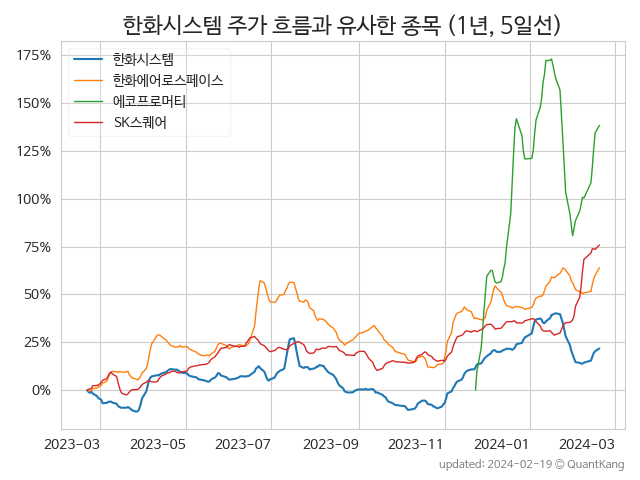 한화시스템 주가 흐름과 유사한 종목 (1년, 5일선)
175%
150%
125%
100%
75%
50%
25%
0%
한화시스템
한화에어로스페이스
에코프로머티
SK스퀘어
2023-03
2023-05
2023-07
2023-09
2023-11
2024-01
2024-03
updated: 2024-02-19 © QuantKang